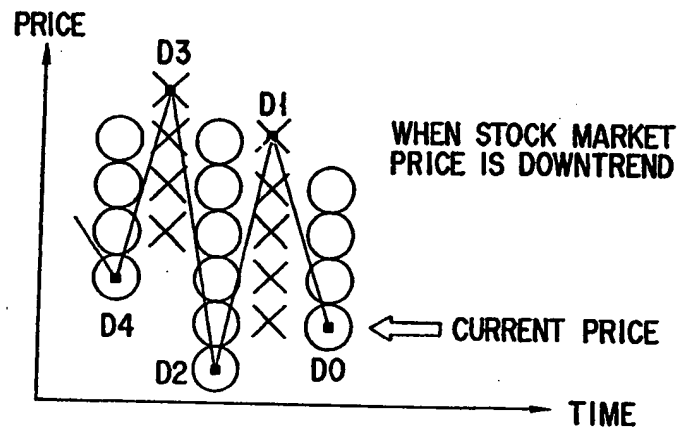 PRICE
D3
D1
WHEN STOCK MARKET
PRICE IS DOWNTREND
D4
CURRENT PRICE
D2
D0
TIME